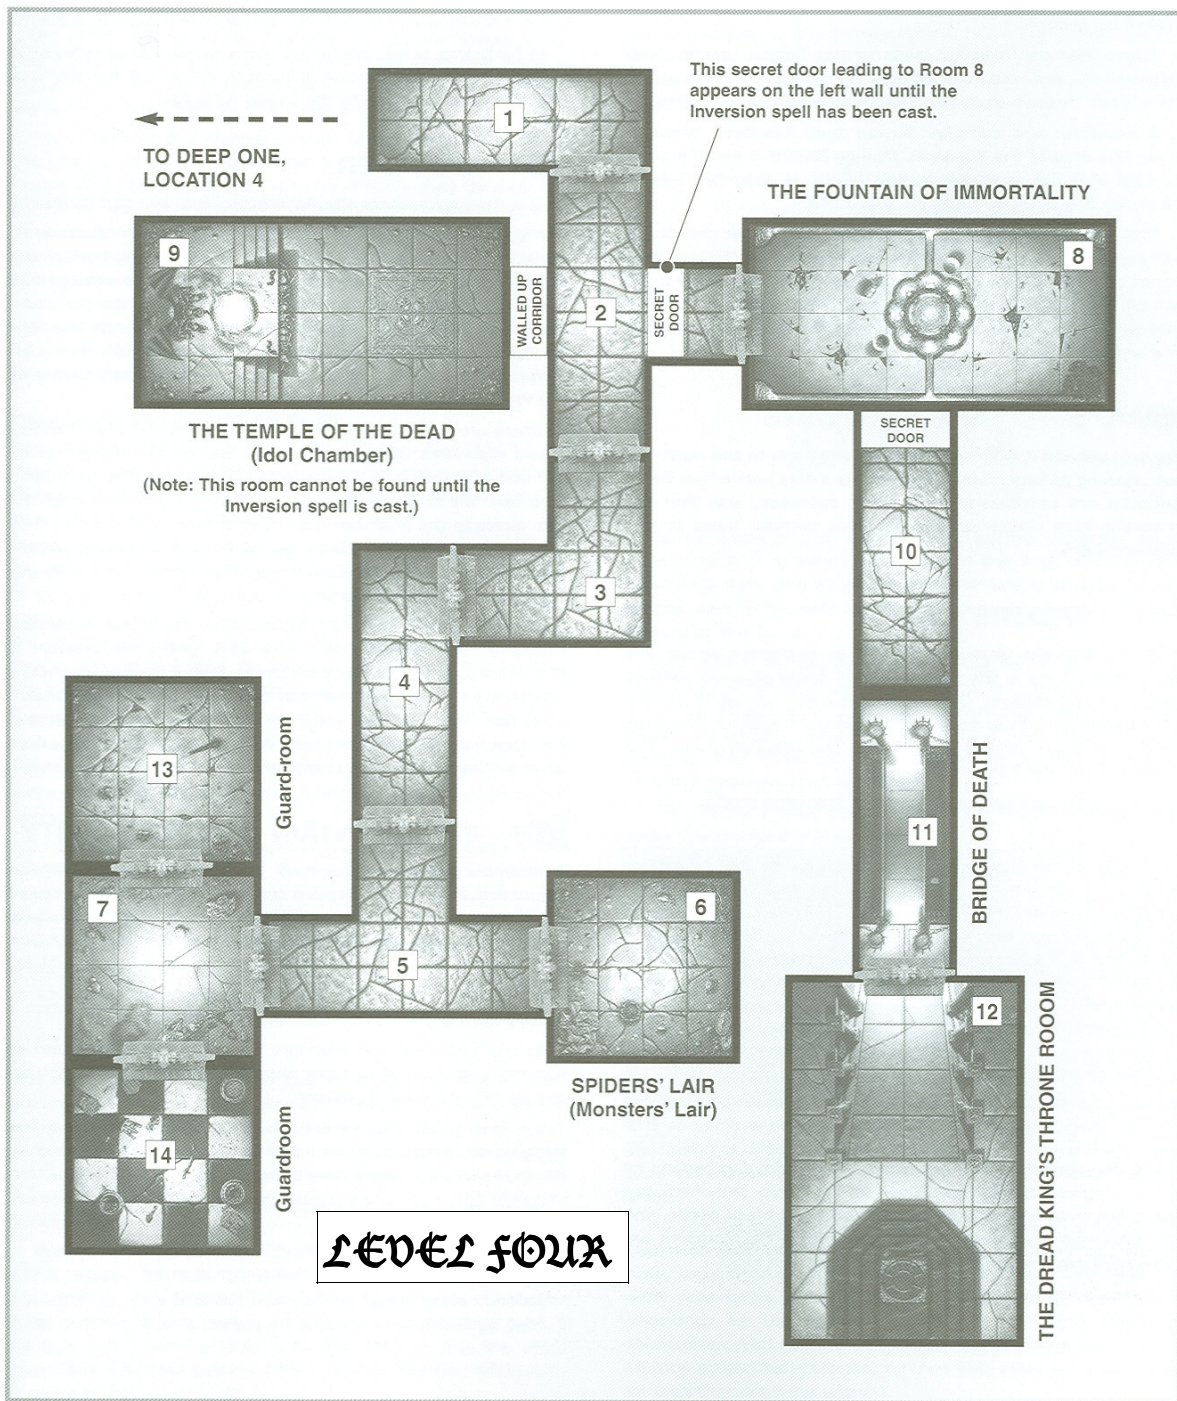 This secret door leading to Room 8
appears on the left wall until the
Inversion spell has been cast.
1
TO DEEP ONE,
LOCATION 4
THE FOUNTAIN OF IMMORTALITY
9
8
WALLED UP
CORRIDOR
2
SECRET
DOOR
THE TEMPLE OF THE DEAD
(Idol Chamber)
(Note: This room cannot be found until the
Inversion spell is cast.)
SECRET
DOOR
10
3
4
13
Guard-room
11
BRIDGE OF DEATH
7
6
5
12
THE DREAD KING'S THRONE ROOOM
SPIDERS' LAIR
(Monsters' Lair)
14
Guardroom
LEVEL FOUR